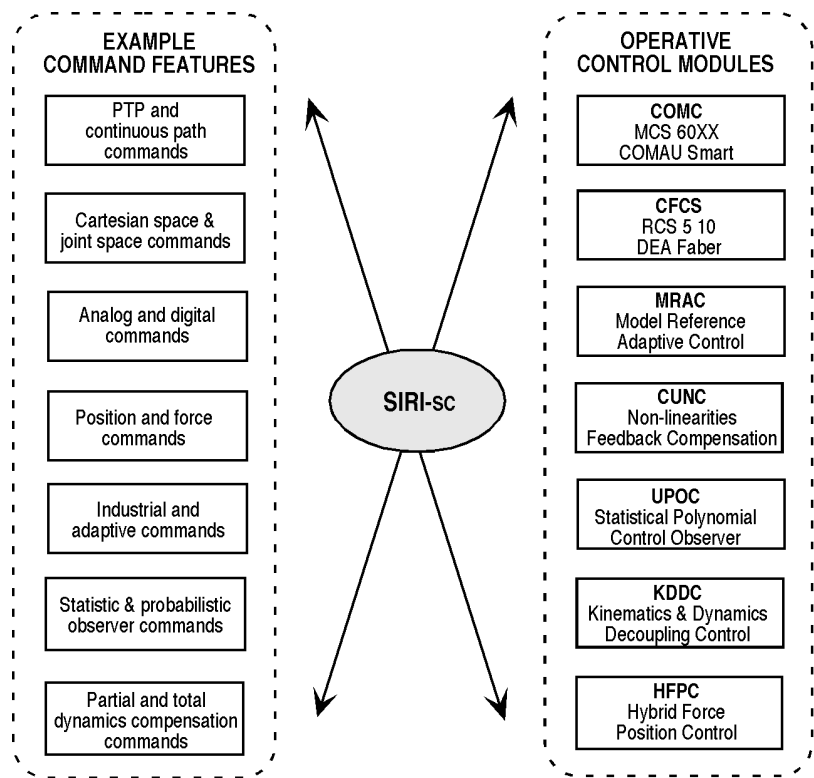 EXAMPLE
COMMAND FEATURES
PTP and
continuous path
commands
Cartesian space &
joint space commands
Analog and digital
commands
Position and force
commands
Industrial and
adaptive commands
Statistic & probabilistic
observer commands
Partial and total
dynamics compensation
commands
SIRI-SC
OPERATIVE
CONTROL MODULES
COMC
MCS 60XX
COMAU Smart
CFCS
RCS 5 10
DEA Faber
MRAC
Model Reference
Adaptive Control
CUNC
Non-linearities
Feedback Compensation
UPOC
Statistical Polynomial
Control Observer
KDDC
Kinematics & Dynamics
Decoupling Control
HFPC
Hybrid Force
Position Control